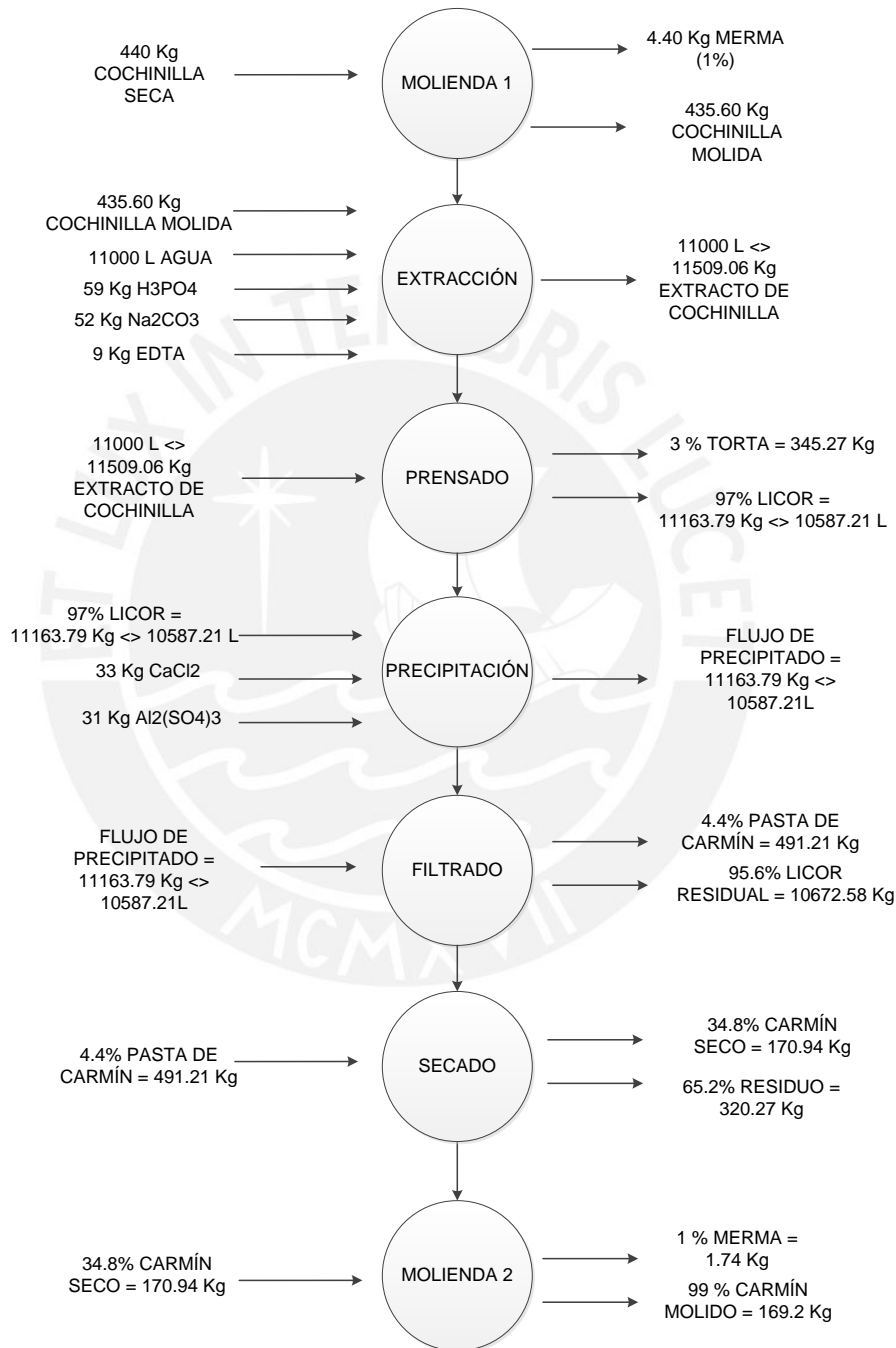 440 Kg
COCHINILLA
SECA
MOLIENDA 1
4.40 Kg MERMA
(1%)
435.60 Kg
COCHINILLA
MOLIDA
435.60 Kg
COCHINILLA MOLIDA
11000 L AGUA
59 Kg H3PO4
52 Kg Na2CO3
9 Kg EDTA
EXTRACCIÓN
11000 L <>
11509.06 Kg
EXTRACTO DE
COCHINILLA
11000 L <>
11509.06 Kg
EXTRACTO DE
COCHINILLA
PRENSADO
3 % TORTA = 345.27 Kg
97% LICOR =
11163.79 Kg <> 10587.21 L
97% LICOR =
11163.79 Kg <> 10587.21 L
33 Kg CaCl2
31 Kg Al2(SO4)3
PRECIPITACIÓN
FLUJO DE
PRECIPITADO =
11163.79 Kg <>
10587.21L
FLUJO DE
PRECIPITADO =
11163.79 Kg <>
10587.21L
FILTRADO
4.4% PASTA DE
CARMÍN = 491.21 Kg
95.6% LICOR
RESIDUAL = 10672.58 Kg
4.4% PASTA DE
CARMÍN = 491.21 Kg
SECADO
34.8% CARMÍN
SECO = 170.94 Kg
65.2% RESIDUO =
320.27 Kg
34.8% CARMÍN
SECO = 170.94 Kg
MOLIENDA 2
1 % MERMA =
1.74 Kg
99 % CARMÍN
MOLIDO = 169.2 Kg
ET LUX IN TENEBRIS LUCET
MCMXVII